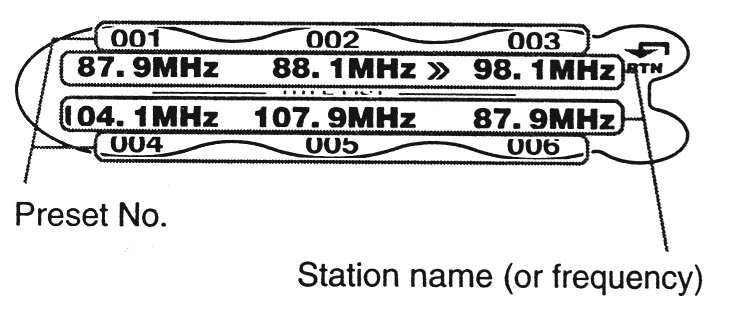 001 002 003
87.9MHz 88.1MHz » 98.1MHz RTN
104.1MHz 107.9MHz 87.9MHz
004 005 006
Preset No.
Station name (or frequency)